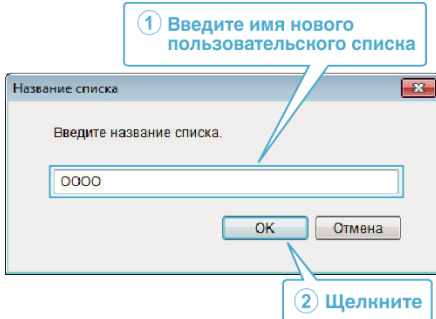 1 Введите имя нового
пользовательского списка
Название списка
Введите название списка.
OOOO
OK
Отмена
2 Щелкните